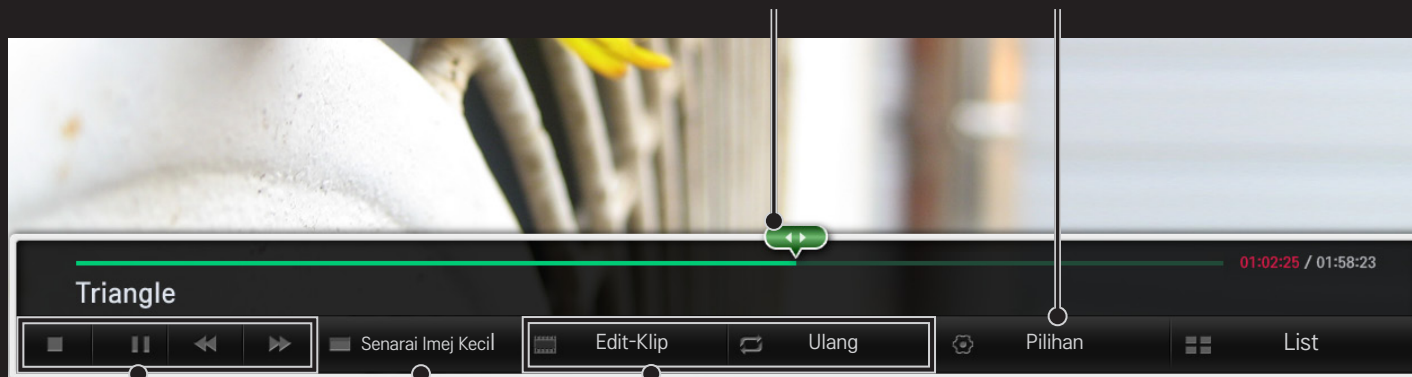 01:02:25 / 01:58:23
Triangle
Senarai Imej Kecil Edit-Klip Ulang Pilihan List